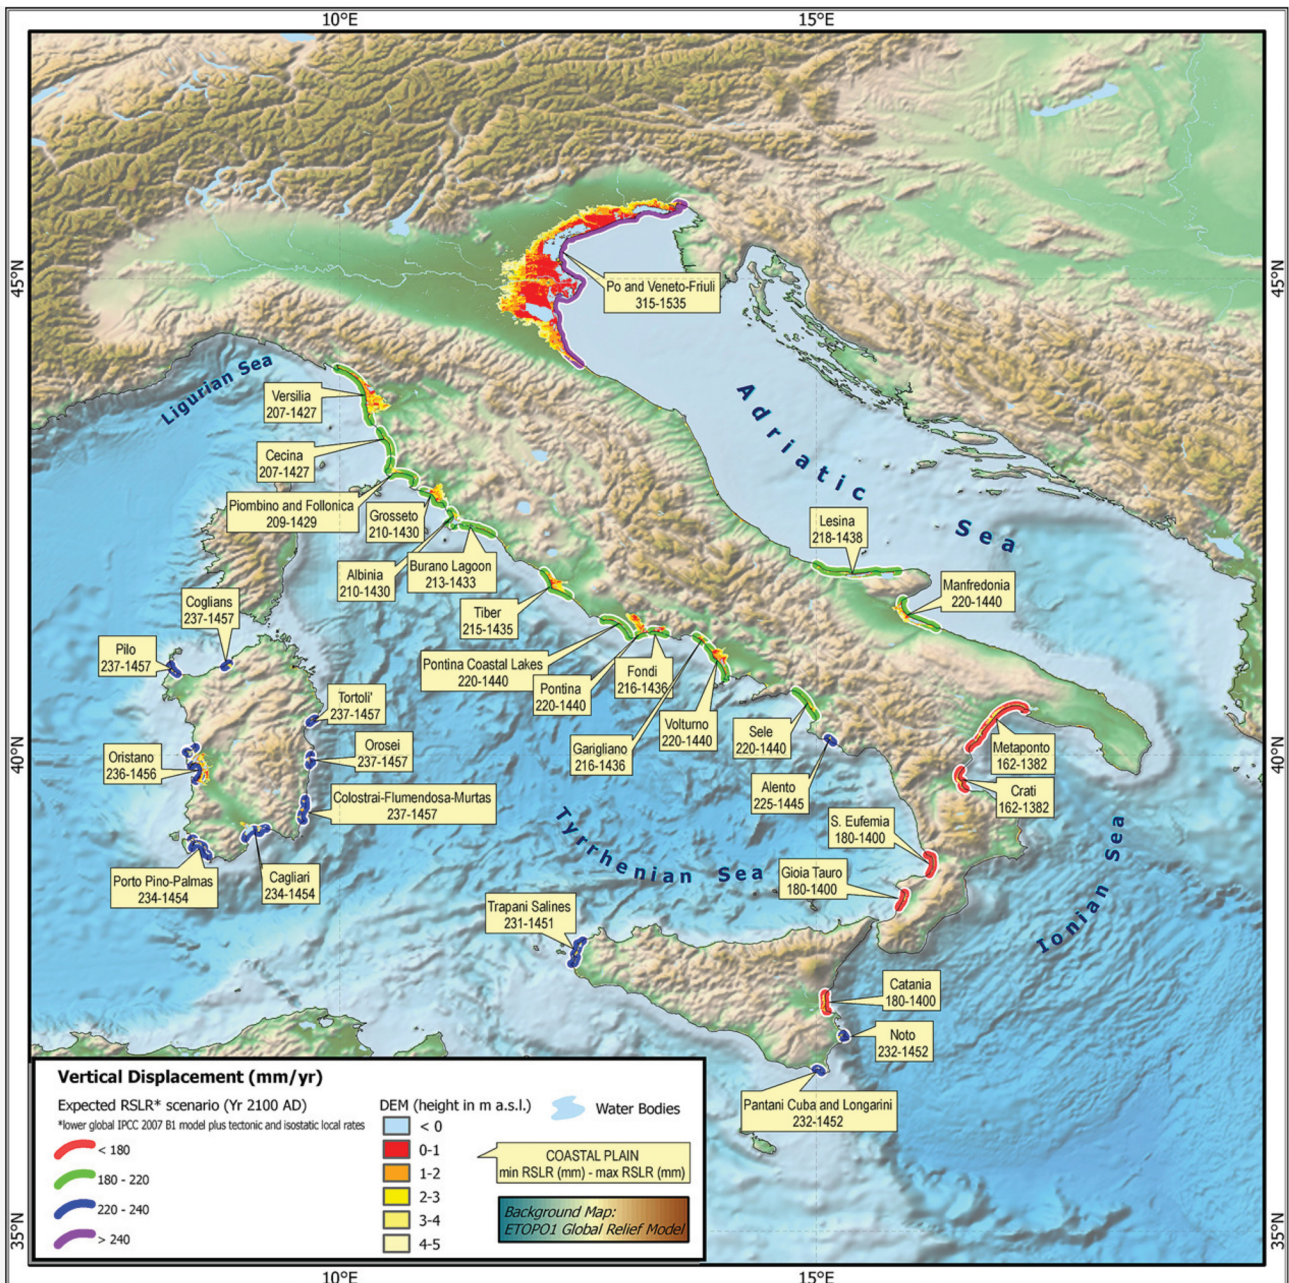 10°E
15°E
45°N
45°N
Po and Veneto-Friuli
315-1535
Ligurian Sea
Adriatic
Sea
Versilia
207-1427
Cecina
207-1427
Piombino and Follonica
209-1429
Grosseto
210-1430
Lesina
218-1438
Albinia
210-1430
Burano Lagoon
213-1433
Manfredonia
220-1440
Coglians
237-1457
Tiber
215-1435
Pilo
237-1457
Pontina Coastal Lakes
220-1440
Fondi
216-1436
Pontina
220-1440
Tortoli'
237-1457
Volturno
220-1440
Sele
220-1440
Garigliano
216-1436
Metaponto
162-1382
Oristano
236-1456
Orosei
237-1457
40°N
40°N
Alento
225-1445
Crati
162-1382
Colostrai-Flumendosa-Murtas
237-1457
S. Eufemia
180-1400
Tyrrhenian Sea
Ionian Sea
Gioia Tauro
180-1400
Porto Pino-Palmas
234-1454
Cagliari
234-1454
Trapani Salines
231-1451
Catania
180-1400
Noto
232-1452
Pantani Cuba and Longarini
232-1452
Vertical Displacement (mm/yr)
Expected RSLR* scenario (Yr 2100 AD)
*lower global IPCC 2007 B1 model plus tectonic and isostatic local rates
< 180
180 - 220
220 - 240
> 240
DEM (height in m a.s.l.)
< 0
0-1
1-2
2-3
3-4
4-5
Water Bodies
COASTAL PLAIN
min RSLR (mm) - max RSLR (mm)
Background Map:
ETOPO1 Global Relief Model
35°N
35°N
10°E
15°E